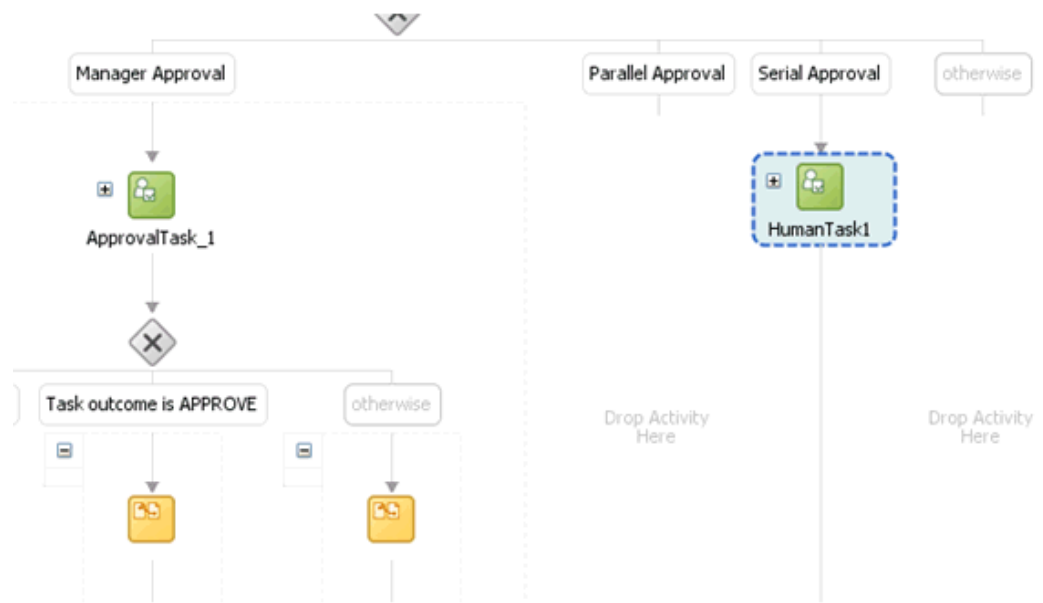 Manager Approval
Parallel Approval
Serial Approval
otherwise
ApprovalTask_1
HumanTask1
Task outcome is APPROVE
otherwise
Drop Activity
Here
Drop Activity
Here